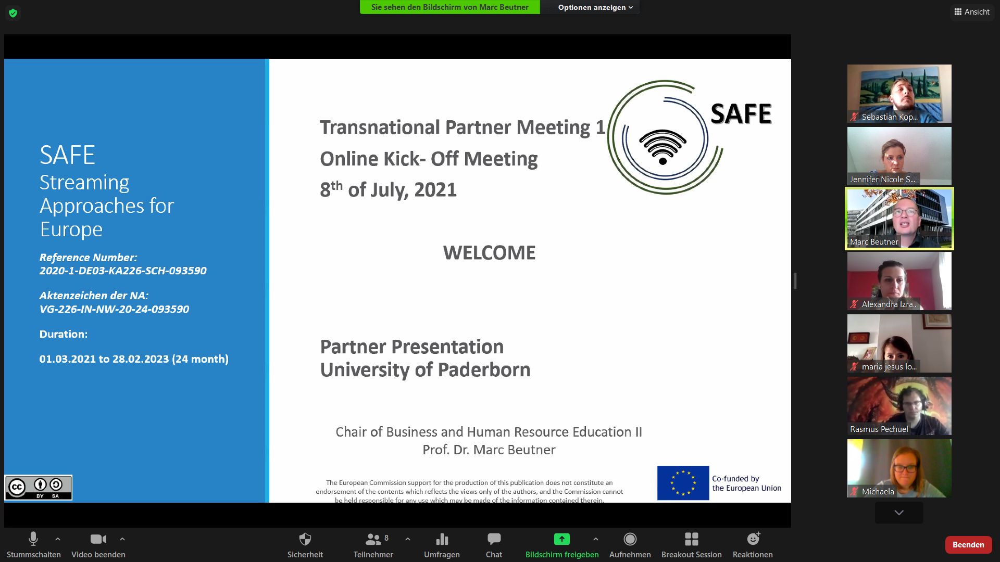 Sie sehen den Bildschirm von Marc Beutner
Optionen anzeigen
Ansicht
SAFE
Streaming
Approaches for
Europe
Reference Number:
2020-1-DE03-KA226-SCH-093590
Aktenzeichen der NA:
VG-226-IN-NW-20-24-093590
Duration:
01.03.2021 to 28.02.2023 (24 month)
cc
BY SA
Transnational Partner Meeting 1
Online Kick- Off Meeting
8th of July, 2021
SAFE
WELCOME
Partner Presentation
University of Paderborn
Chair of Business and Human Resource Education II
Prof. Dr. Marc Beutner
The European Commission support for the production of this publication does not constitute an
endorsement of the contents which reflects the views only of the authors, and the Commission cannot
be held responsible for any use which may be made of the information contained therein.
Co-funded by
the European Union
Sebastian Kop...
Jennifer Nicole S...
Marc Beutner
Alexandra Izra...
maria jesus lo...
Rasmus Pechuel
Michaela
Stummschalten
Video beenden
Sicherheit
Teilnehmer
8
Umfragen
Chat
Bildschirm freigeben
Aufnehmen
Breakout Session
Reaktionen
Beenden